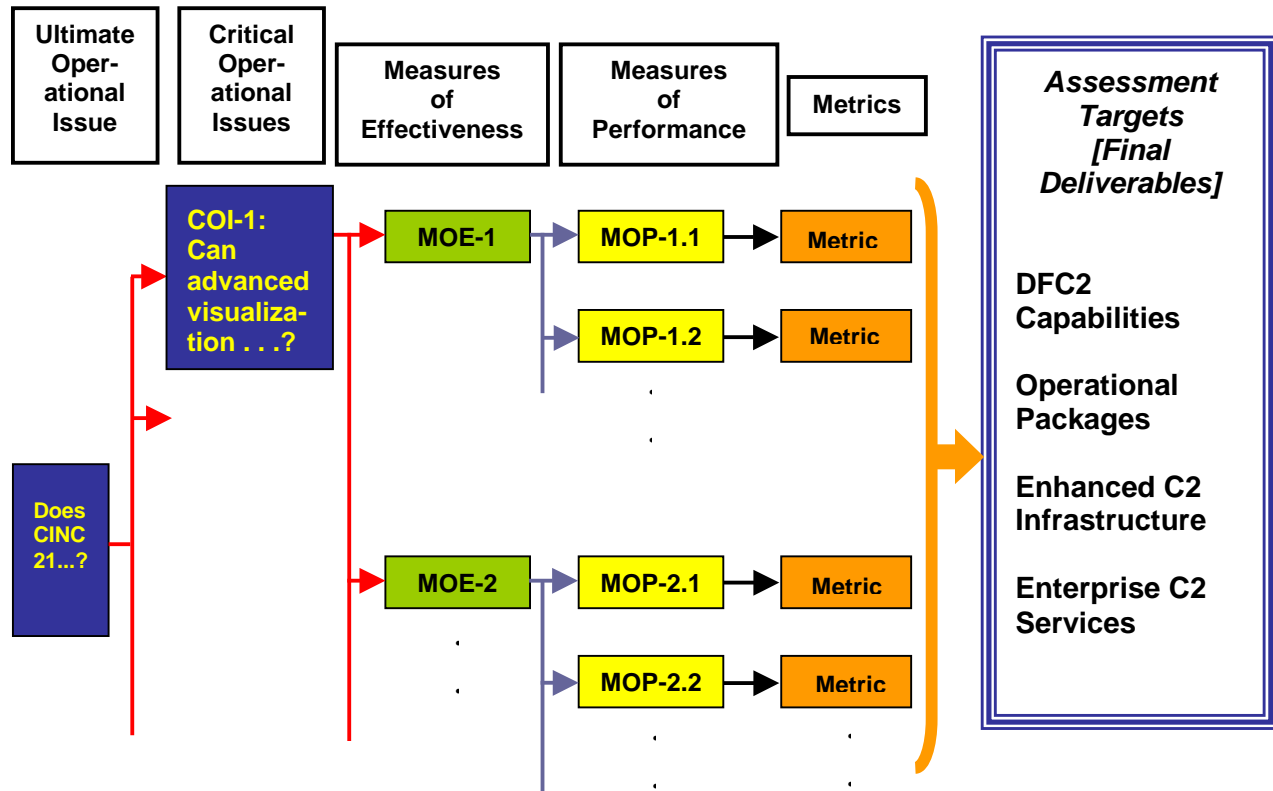 Ultimate
Oper-
ational
Issue
Critical
Oper-
ational
Issues
Measures
of
Effectiveness
Measures
of
Performance
Metrics
Assessment
Targets
[Final
Deliverables]
COI-1:
Can
advanced
visualiza-
tion . . .?
MOE-1
MOP-1.1
Metric
MOP-1.2
Metric
.
.
Does
CINC
21...?
MOE-2
.
.
MOP-2.1
Metric
MOP-2.2
Metric
.
.
.
.
DFC2
Capabilities
Operational
Packages
Enhanced C2
Infrastructure
Enterprise C2
Services